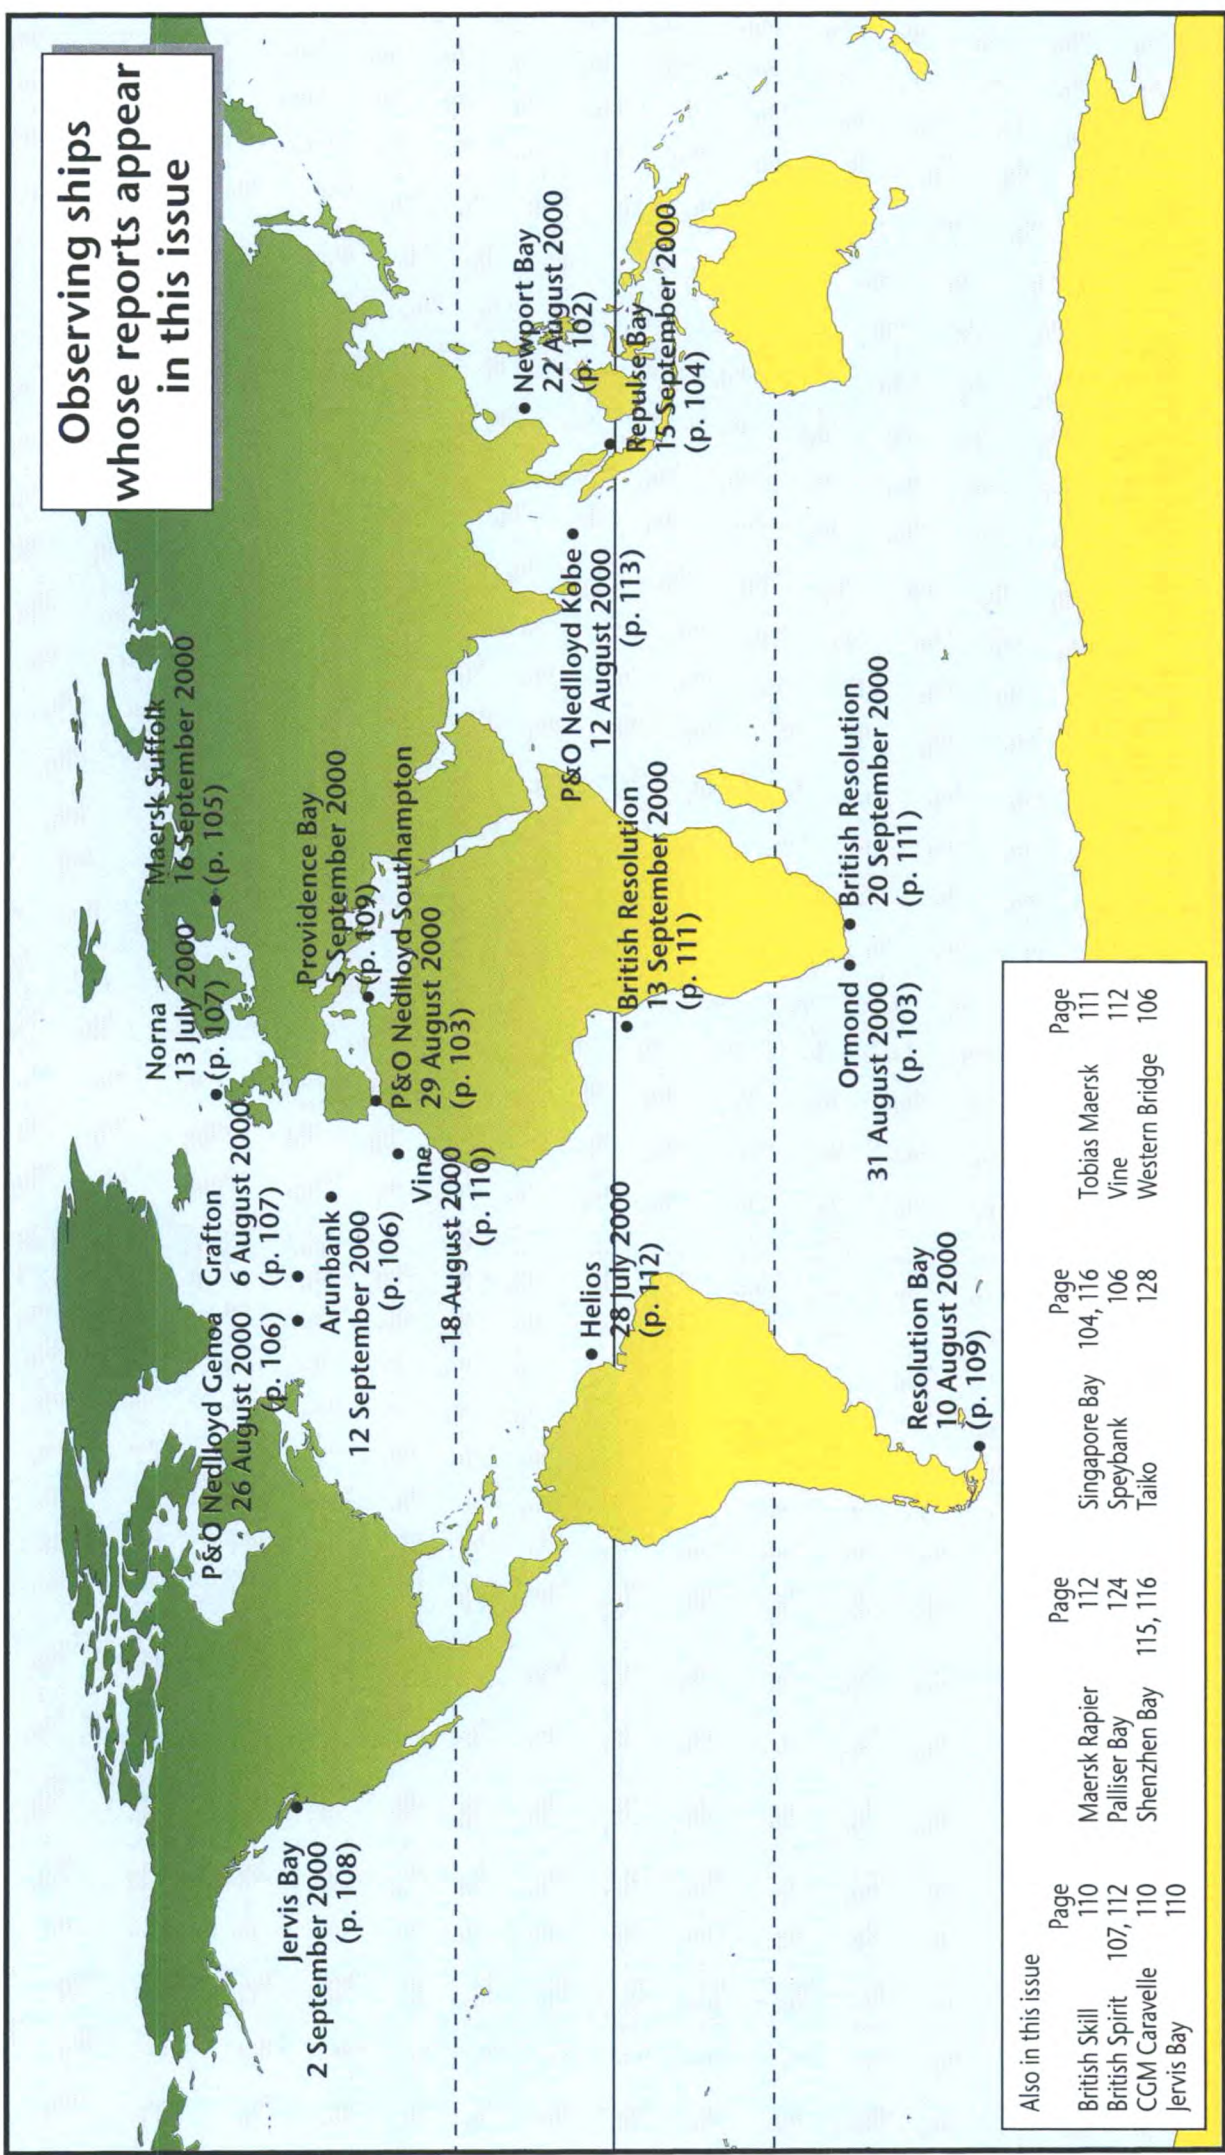 Observing ships
whose reports appear
in this issue
Norna
13 July 2000
(p. 107)
Maersk Suffolk
16 September 2000
(p. 105)
P&O Nedlloyd Genoa
26 August 2000
(p. 106)
Grafton
6 August 2000
(p. 107)
Providence Bay
5 September 2000
(p. 109)
Jervis Bay
2 September 2000
(p. 108)
Arunbank
12 September 2000
(p. 106)
P&O Nedlloyd Southampton
29 August 2000
(p. 103)
Vine
18 August 2000
(p. 110)
Newport Bay
22 August 2000
(p. 102)
P&O Nedlloyd Kobe
12 August 2000
(p. 113)
Repulse Bay
15 September 2000
(p. 104)
Helios
28 July 2000
(p. 112)
British Resolution
13 September 2000
(p. 111)
Ormond
31 August 2000
(p. 103)
British Resolution
20 September 2000
(p. 111)
Resolution Bay
10 August 2000
(p. 109)
Also in this issue
Page Page Page Page
British Skill 110 Maersk Rapier 112 Singapore Bay 104, 116 Tobias Maersk 111
British Spirit 107, 112 Palliser Bay 124 Speybank 106 Vine 112
CGM Caravelle 110 Shenzhen Bay 115, 116 Taiko 128 Western Bridge 106
Jervis Bay 110